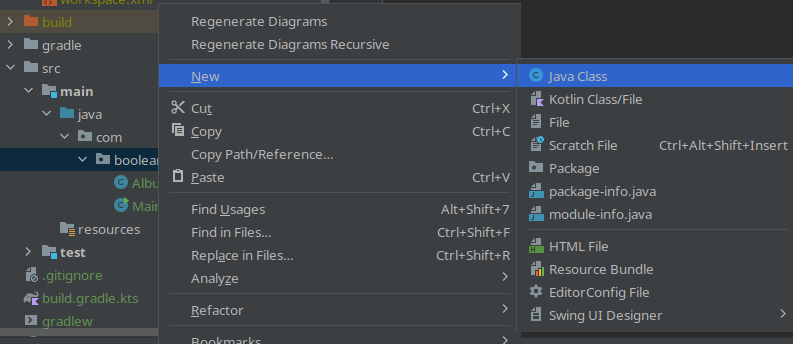 workspace.xml
build
gradle
src
main
java
com
boolean
Albu
Main
resources
test
.gitignore
build.gradle.kts
gradlew
Regenerate Diagrams
Regenerate Diagrams Recursive
New
Cut Ctrl+X
Copy Ctrl+C
Copy Path/Reference...
Paste Ctrl+V
Find Usages Alt+Shift+7
Find in Files... Ctrl+Shift+F
Replace in Files... Ctrl+Shift+R
Analyze
Refactor
Bookmarks
Java Class
Kotlin Class/File
File
Scratch File Ctrl+Alt+Shift+Insert
Package
package-info.java
module-info.java
HTML File
Resource Bundle
EditorConfig File
Swing UI Designer